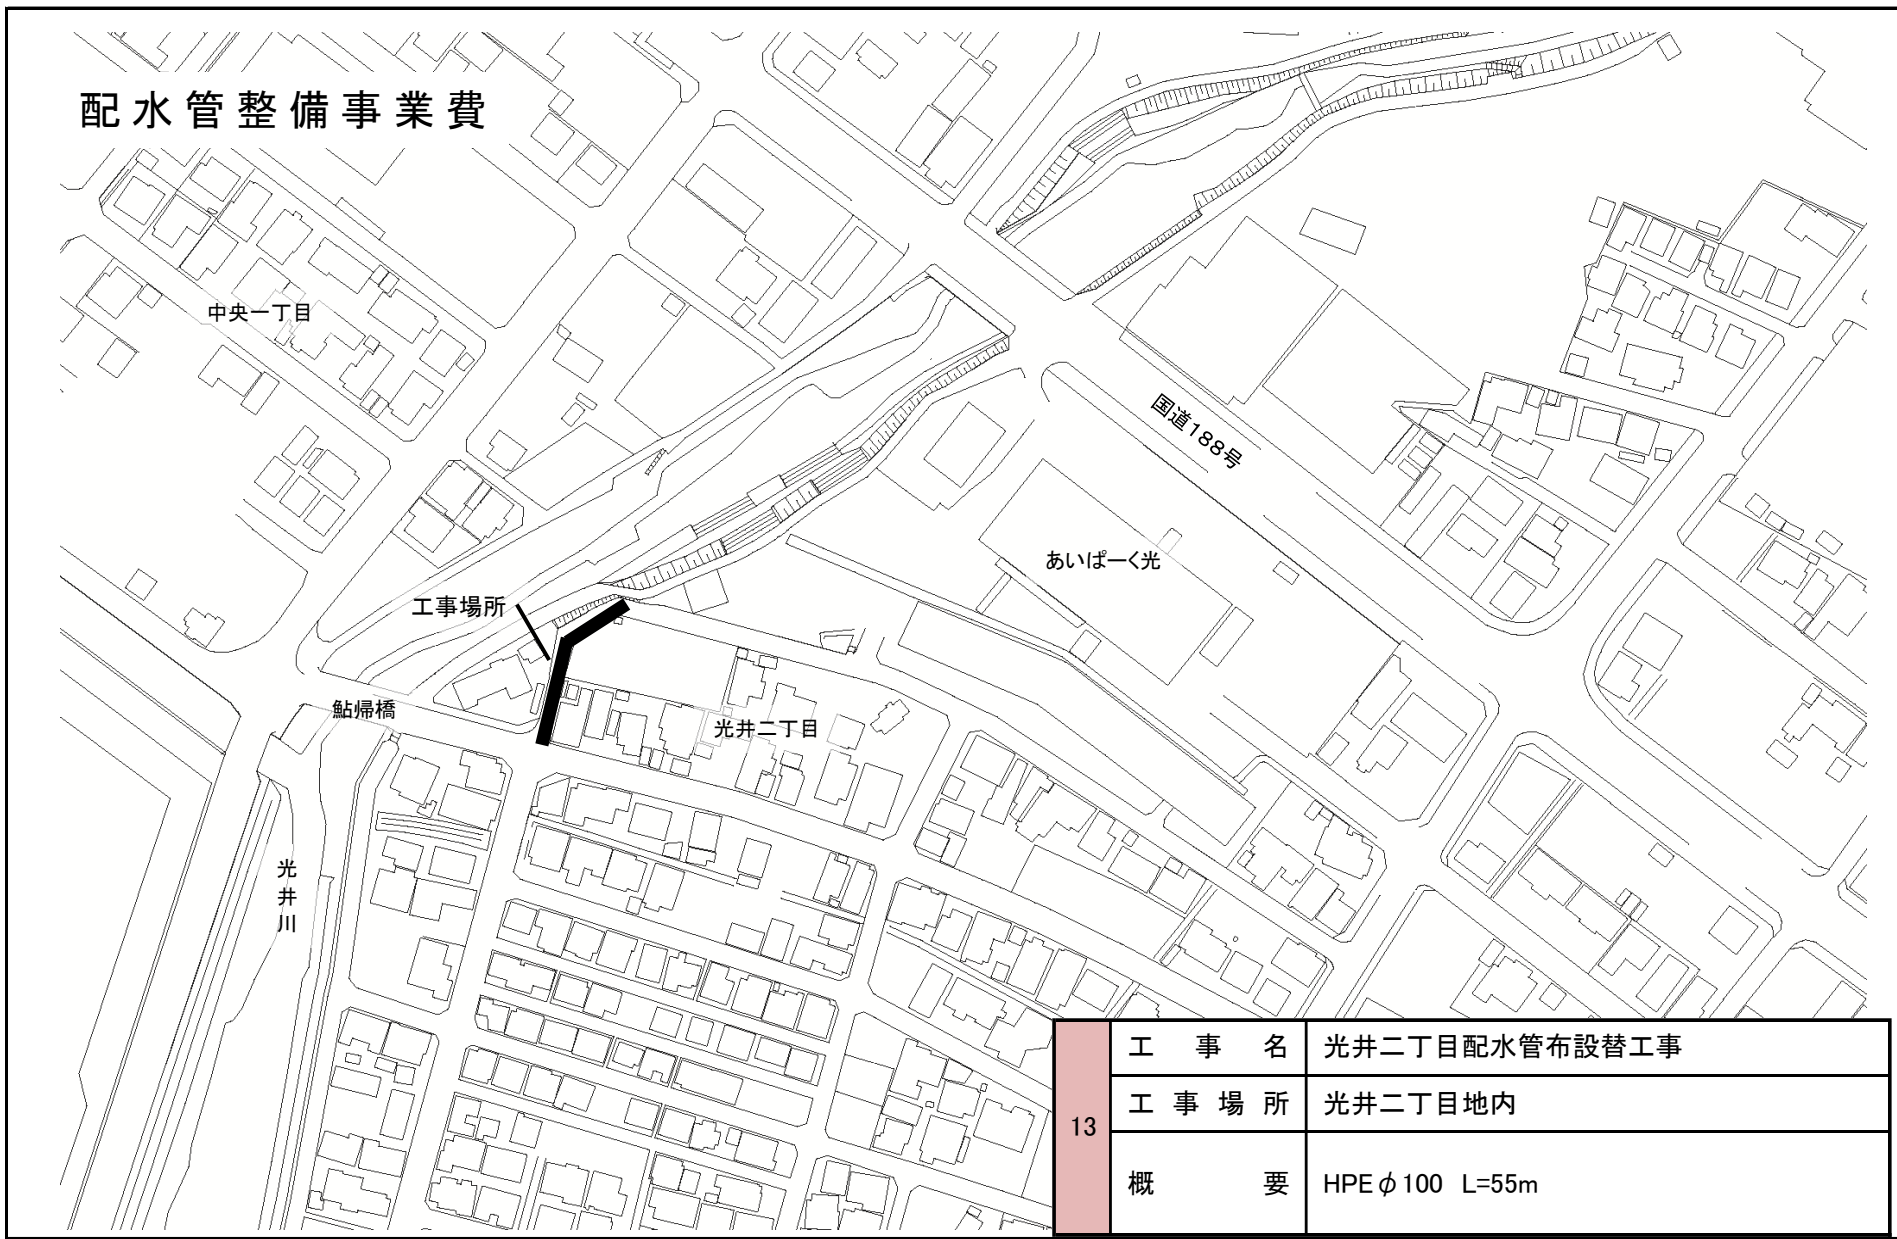 配水管整備事業費
中央一丁目
国道188号
あいぱーく光
工事場所
鮎帰橋
光井二丁目
光井川
13
工事名 光井二丁目配水管布設替工事
工事場所 光井二丁目地内
概要 HPEφ100 L=55m